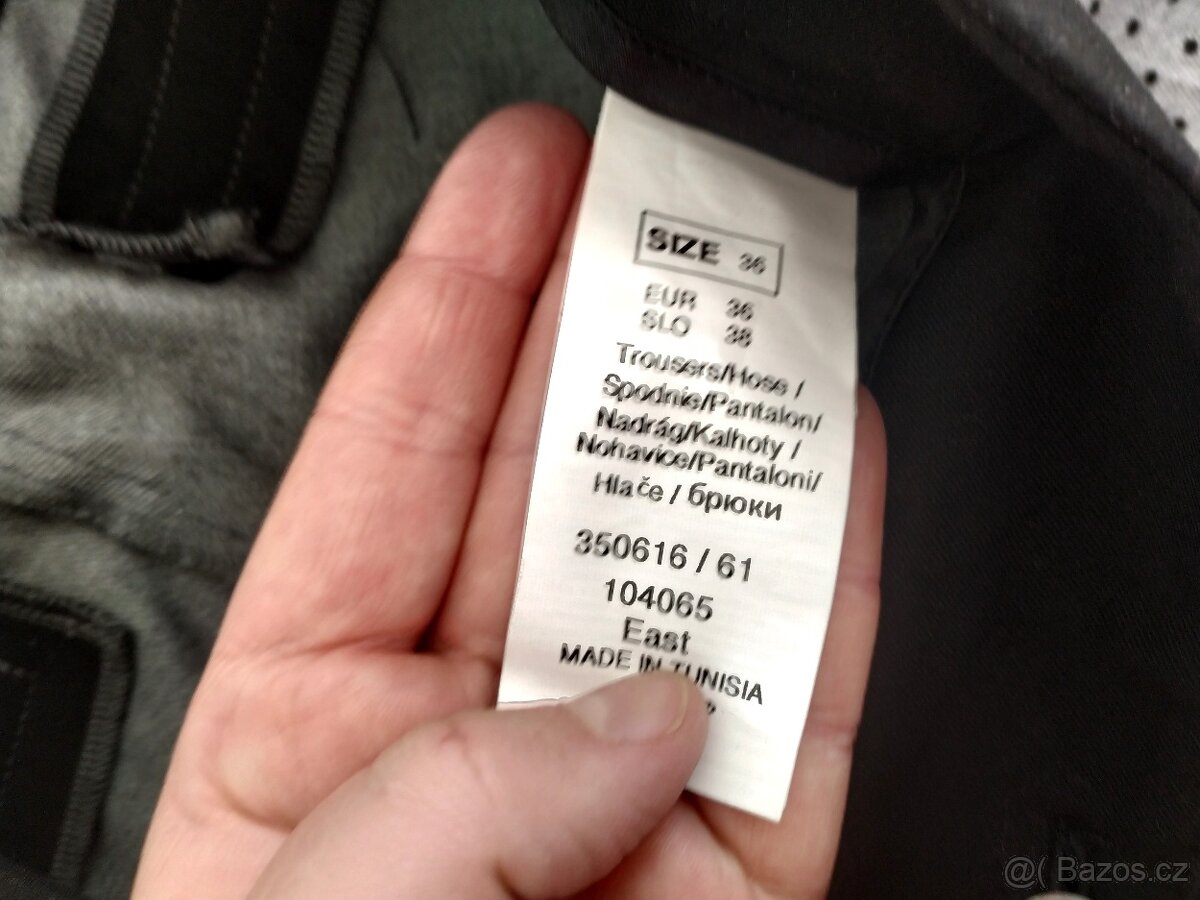 SIZE 36
EUR 36
SLO 38
Trousers/Hose /
Spodnie/Pantalon/
Nadrág/Kalhoty /
Nohavice/Pantaloni/
Hlače / брюки
350616 / 61
104065
East
MADE IN TUNISIA
@( Bazos.cz